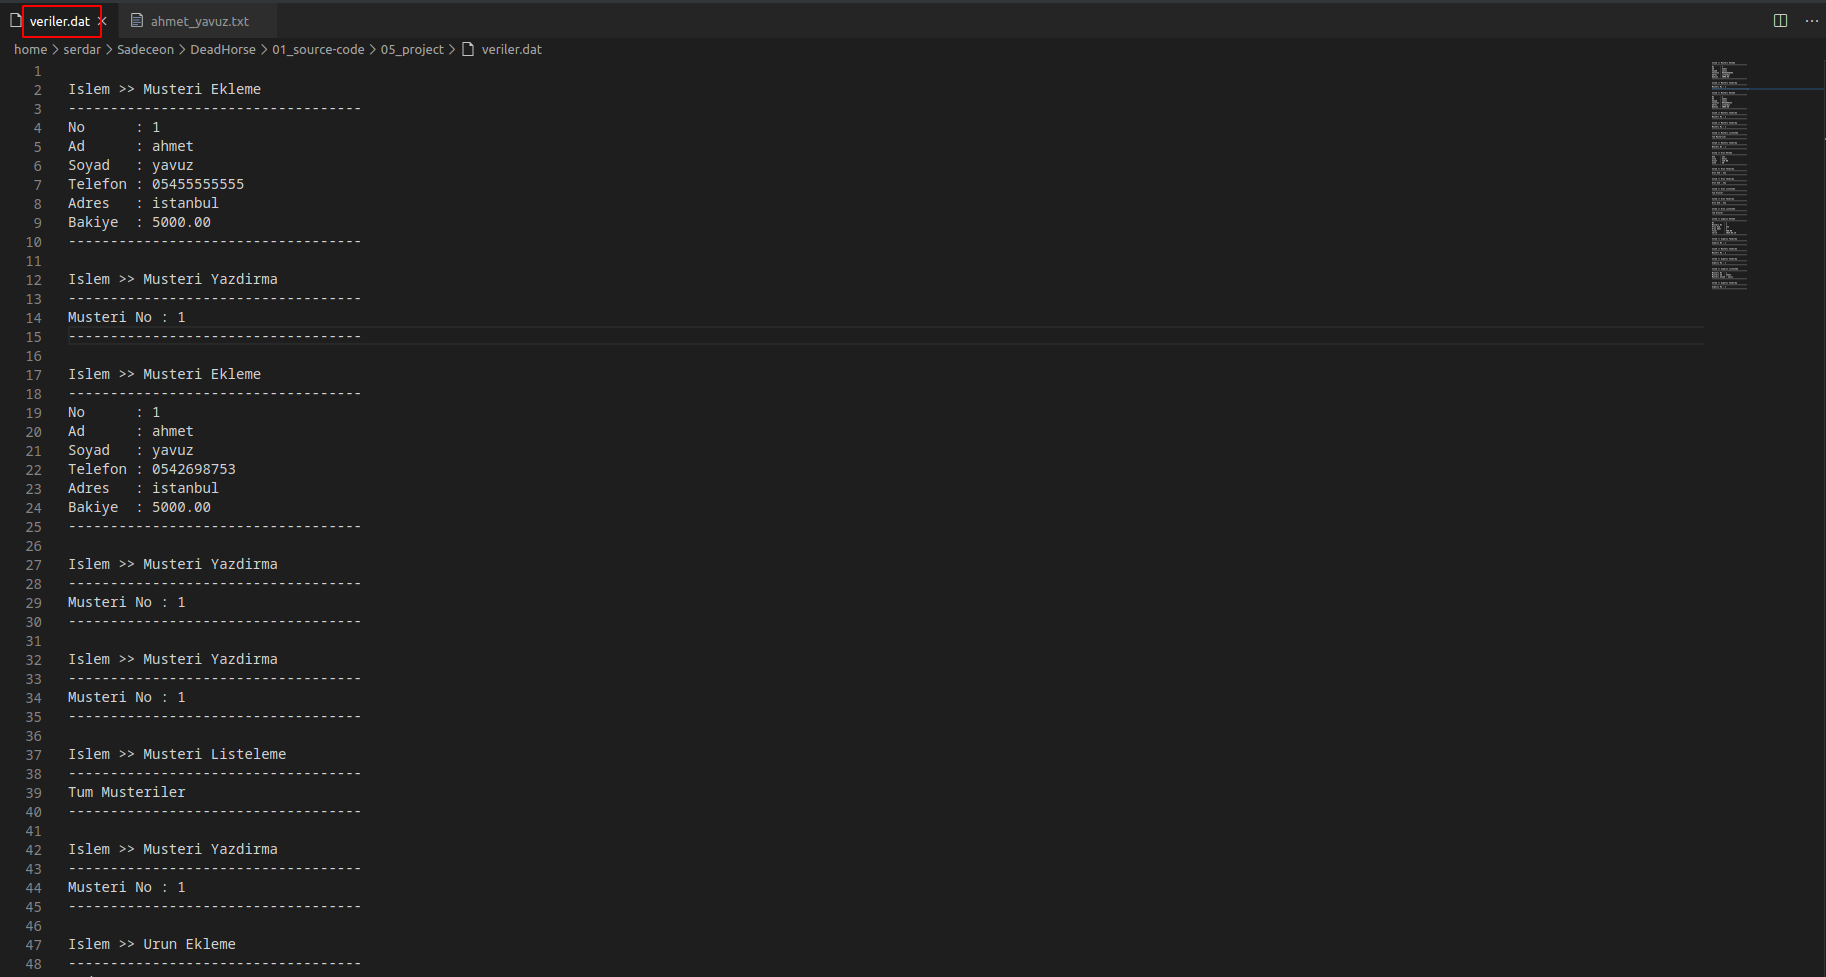 veriler.dat × ahmet_yavuz.txt
home > serdar > Sadeceon > DeadHorse > 01_source-code > 05_project > veriler.dat
1
2 Islem >> Musteri Ekleme
3 -----------------------------------
4 No      : 1
5 Ad      : ahmet
6 Soyad   : yavuz
7 Telefon : 05455555555
8 Adres   : istanbul
9 Bakiye  : 5000.00
10 -----------------------------------
11
12 Islem >> Musteri Yazdirma
13 -----------------------------------
14 Musteri No : 1
15 -----------------------------------
16
17 Islem >> Musteri Ekleme
18 -----------------------------------
19 No      : 1
20 Ad      : ahmet
21 Soyad   : yavuz
22 Telefon : 0542698753
23 Adres   : istanbul
24 Bakiye  : 5000.00
25 -----------------------------------
26
27 Islem >> Musteri Yazdirma
28 -----------------------------------
29 Musteri No : 1
30 -----------------------------------
31
32 Islem >> Musteri Yazdirma
33 -----------------------------------
34 Musteri No : 1
35 -----------------------------------
36
37 Islem >> Musteri Listeleme
38 -----------------------------------
39 Tum Musteriler
40 -----------------------------------
41
42 Islem >> Musteri Yazdirma
43 -----------------------------------
44 Musteri No : 1
45 -----------------------------------
46
47 Islem >> Urun Ekleme
48 -----------------------------------